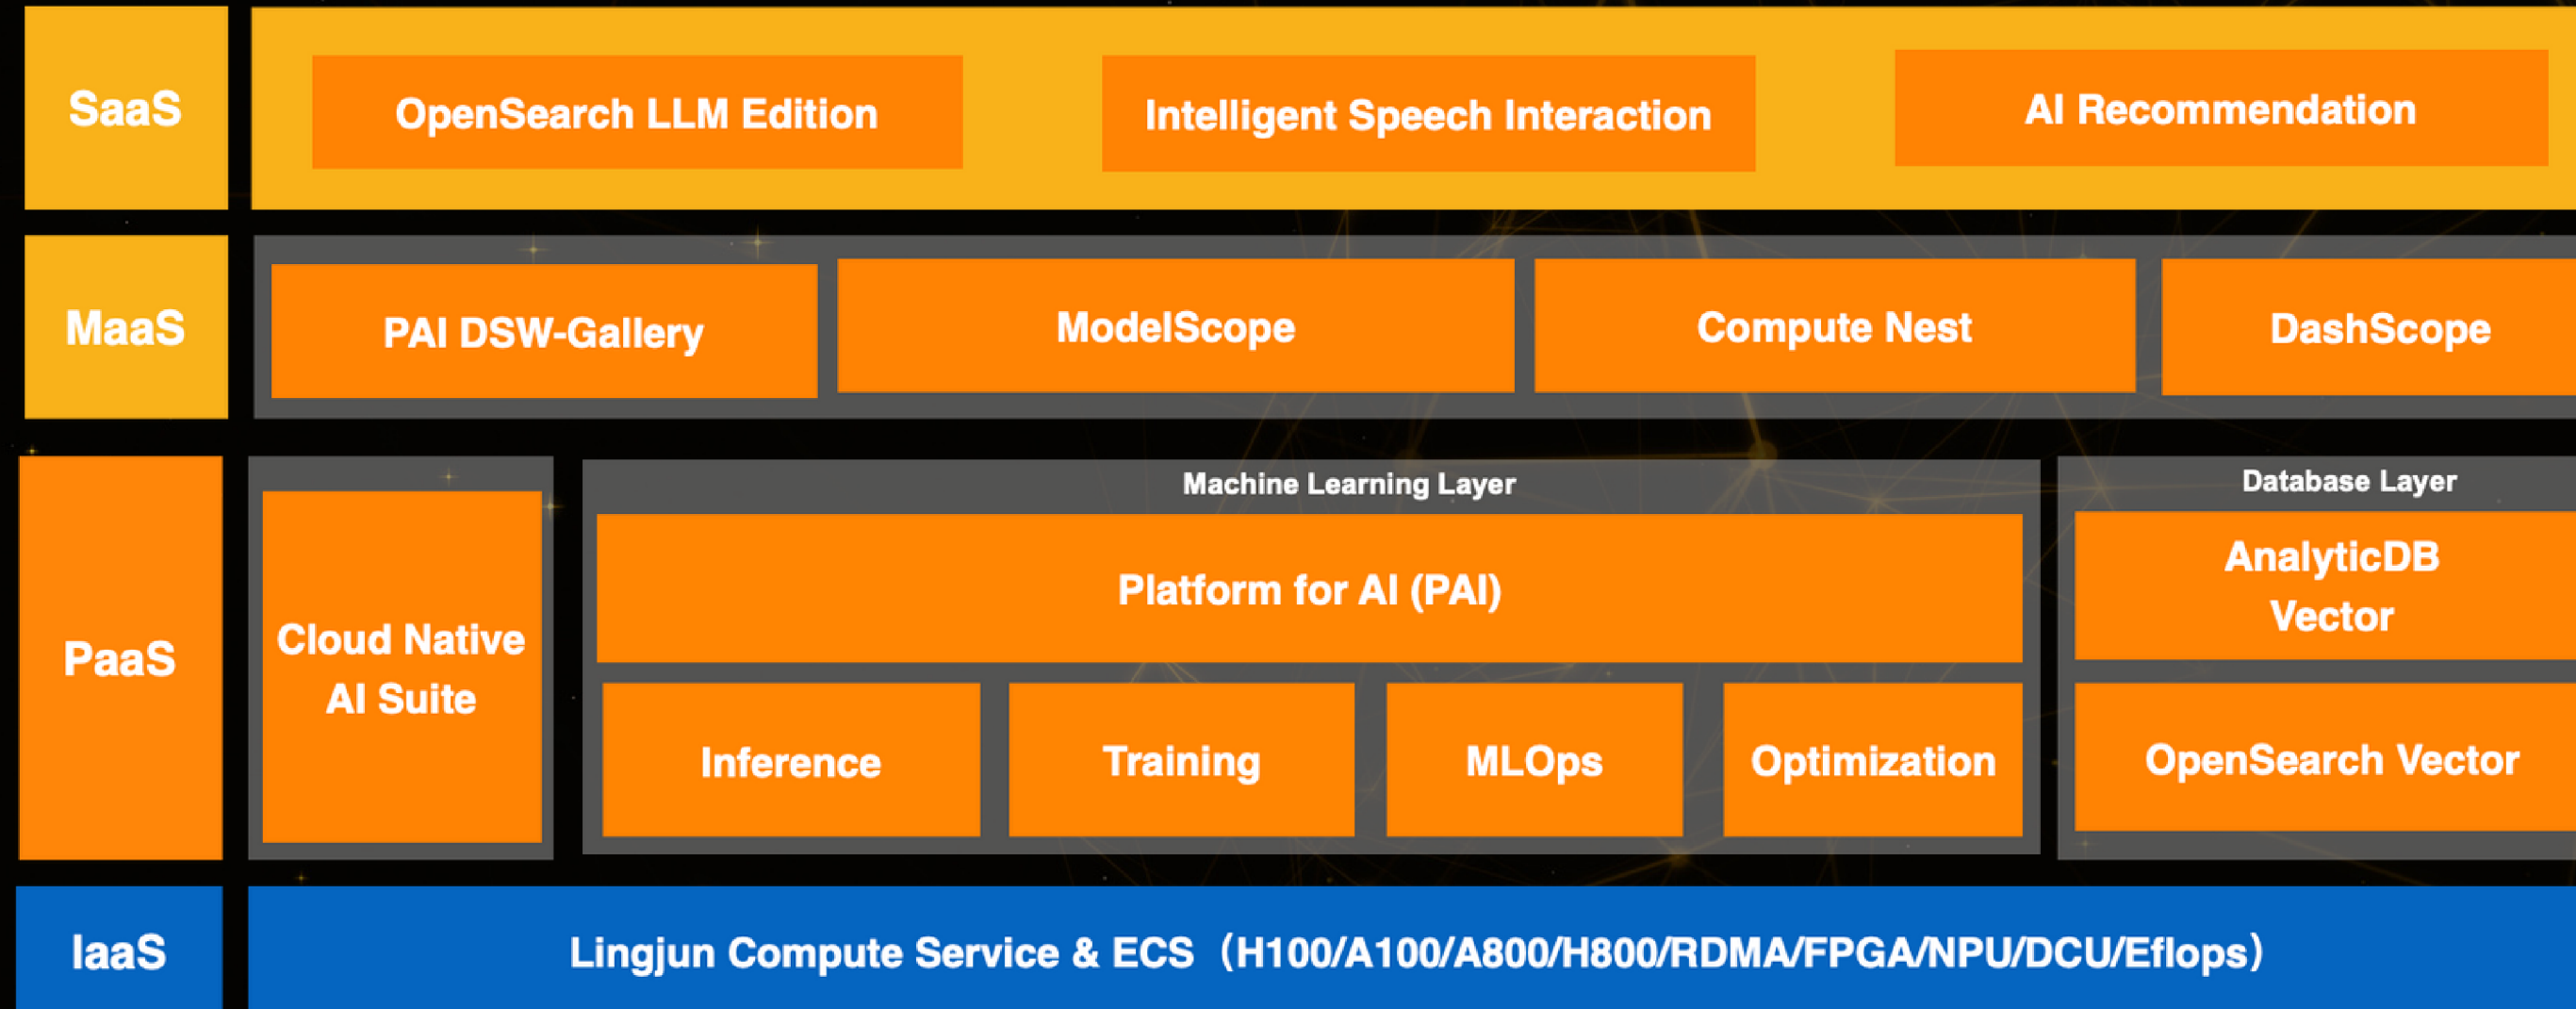 SaaS
OpenSearch LLM Edition
Intelligent Speech Interaction
AI Recommendation
MaaS
PAI DSW-Gallery
ModelScope
Compute Nest
DashScope
PaaS
Cloud Native
AI Suite
Machine Learning Layer
Platform for AI (PAI)
Inference
Training
MLOps
Optimization
Database Layer
AnalyticDB
Vector
OpenSearch Vector
IaaS
Lingjun Compute Service & ECS（H100/A100/A800/H800/RDMA/FPGA/NPU/DCU/Eflops）